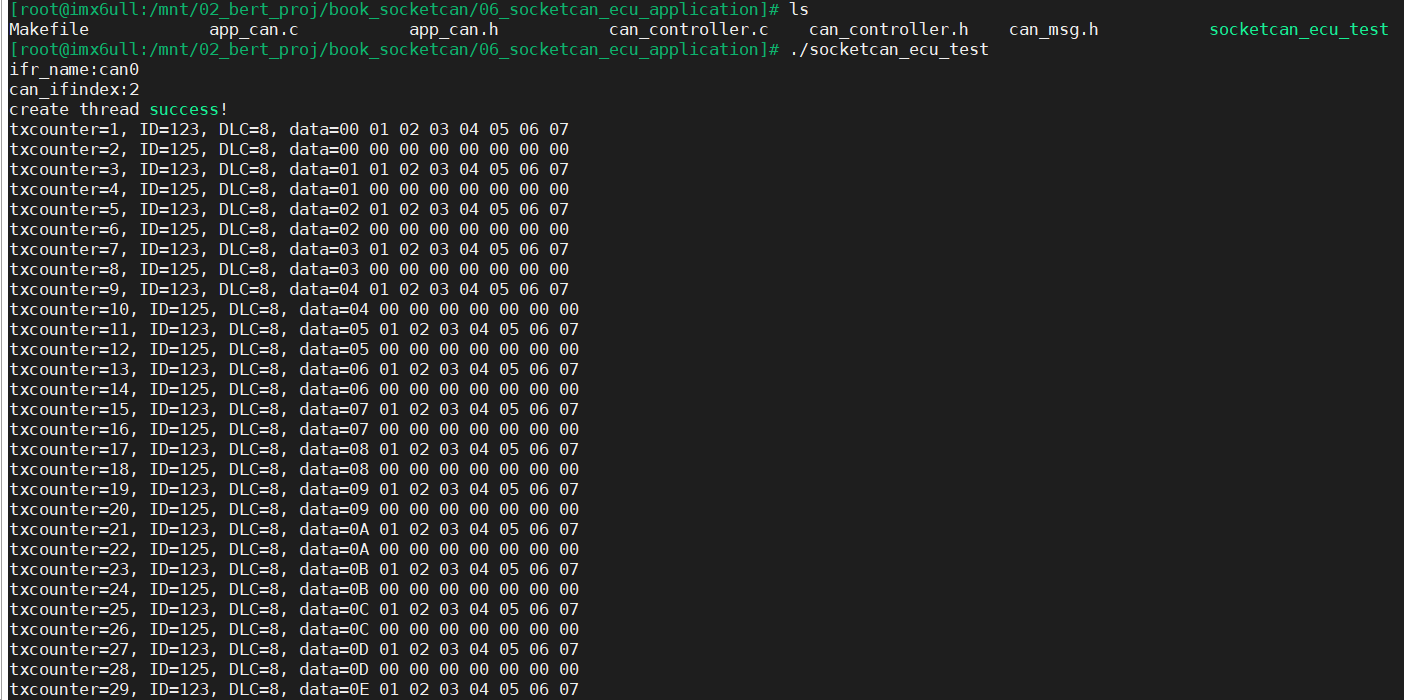 [root@imx6ull:/mnt/02_bert_proj/book_socketcan/06_socketcan_ecu_application]# ls
Makefile app_can.c app_can.h can_controller.c can_controller.h can_msg.h socketcan_ecu_test
[root@imx6ull:/mnt/02_bert_proj/book_socketcan/06_socketcan_ecu_application]# ./socketcan_ecu_test
ifr_name:can0
can_ifindex:2
create thread success!
txcounter=1, ID=123, DLC=8, data=00 01 02 03 04 05 06 07
txcounter=2, ID=125, DLC=8, data=00 00 00 00 00 00 00 00
txcounter=3, ID=123, DLC=8, data=01 01 02 03 04 05 06 07
txcounter=4, ID=125, DLC=8, data=01 00 00 00 00 00 00 00
txcounter=5, ID=123, DLC=8, data=02 01 02 03 04 05 06 07
txcounter=6, ID=125, DLC=8, data=02 00 00 00 00 00 00 00
txcounter=7, ID=123, DLC=8, data=03 01 02 03 04 05 06 07
txcounter=8, ID=125, DLC=8, data=03 00 00 00 00 00 00 00
txcounter=9, ID=123, DLC=8, data=04 01 02 03 04 05 06 07
txcounter=10, ID=125, DLC=8, data=04 00 00 00 00 00 00 00
txcounter=11, ID=123, DLC=8, data=05 01 02 03 04 05 06 07
txcounter=12, ID=125, DLC=8, data=05 00 00 00 00 00 00 00
txcounter=13, ID=123, DLC=8, data=06 01 02 03 04 05 06 07
txcounter=14, ID=125, DLC=8, data=06 00 00 00 00 00 00 00
txcounter=15, ID=123, DLC=8, data=07 01 02 03 04 05 06 07
txcounter=16, ID=125, DLC=8, data=07 00 00 00 00 00 00 00
txcounter=17, ID=123, DLC=8, data=08 01 02 03 04 05 06 07
txcounter=18, ID=125, DLC=8, data=08 00 00 00 00 00 00 00
txcounter=19, ID=123, DLC=8, data=09 01 02 03 04 05 06 07
txcounter=20, ID=125, DLC=8, data=09 00 00 00 00 00 00 00
txcounter=21, ID=123, DLC=8, data=0A 01 02 03 04 05 06 07
txcounter=22, ID=125, DLC=8, data=0A 00 00 00 00 00 00 00
txcounter=23, ID=123, DLC=8, data=0B 01 02 03 04 05 06 07
txcounter=24, ID=125, DLC=8, data=0B 00 00 00 00 00 00 00
txcounter=25, ID=123, DLC=8, data=0C 01 02 03 04 05 06 07
txcounter=26, ID=125, DLC=8, data=0C 00 00 00 00 00 00 00
txcounter=27, ID=123, DLC=8, data=0D 01 02 03 04 05 06 07
txcounter=28, ID=125, DLC=8, data=0D 00 00 00 00 00 00 00
txcounter=29, ID=123, DLC=8, data=0E 01 02 03 04 05 06 07